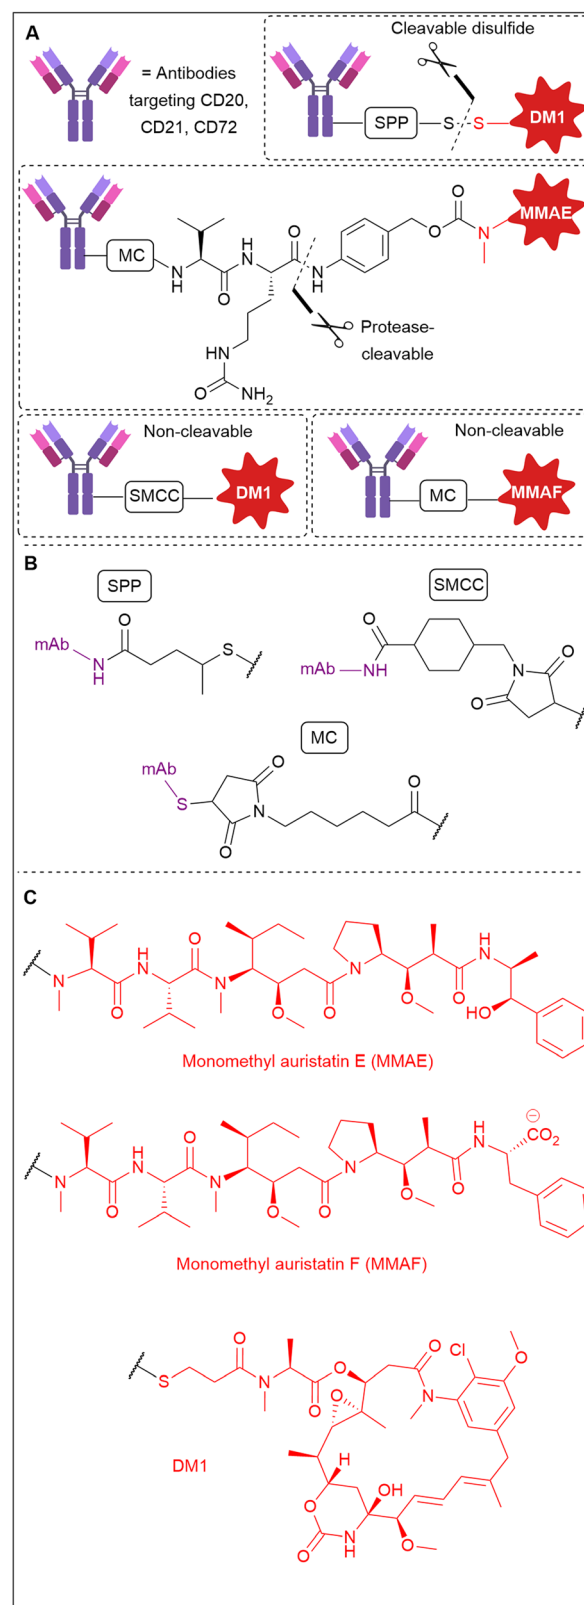 A
= Antibodies
targeting CD20,
CD21, CD72
Cleavable disulfide
SPP
S
S
DM1
MC
N
H
O
H
N
O
N
H
O
O
N
MMAE
Protease-
cleavable
HN
O
NH2
Non-cleavable
SMCC
DM1
Non-cleavable
MC
MMAF
B
SPP
mAb
N
H
O
S
SMCC
O
mAb
NH
N
O
O
MC
mAb
S
O
N
O
O
C
N
O
H
N
O
N
O
O
N
O
O
H
N
HO
Monomethyl auristatin E (MMAE)
N
O
H
N
O
N
O
O
N
O
O
H
N
CO2
⊖
Monomethyl auristatin F (MMAF)
S
O
N
O
O
O
O
N
Cl
O
H
O
N
H
O
OH
O
DM1